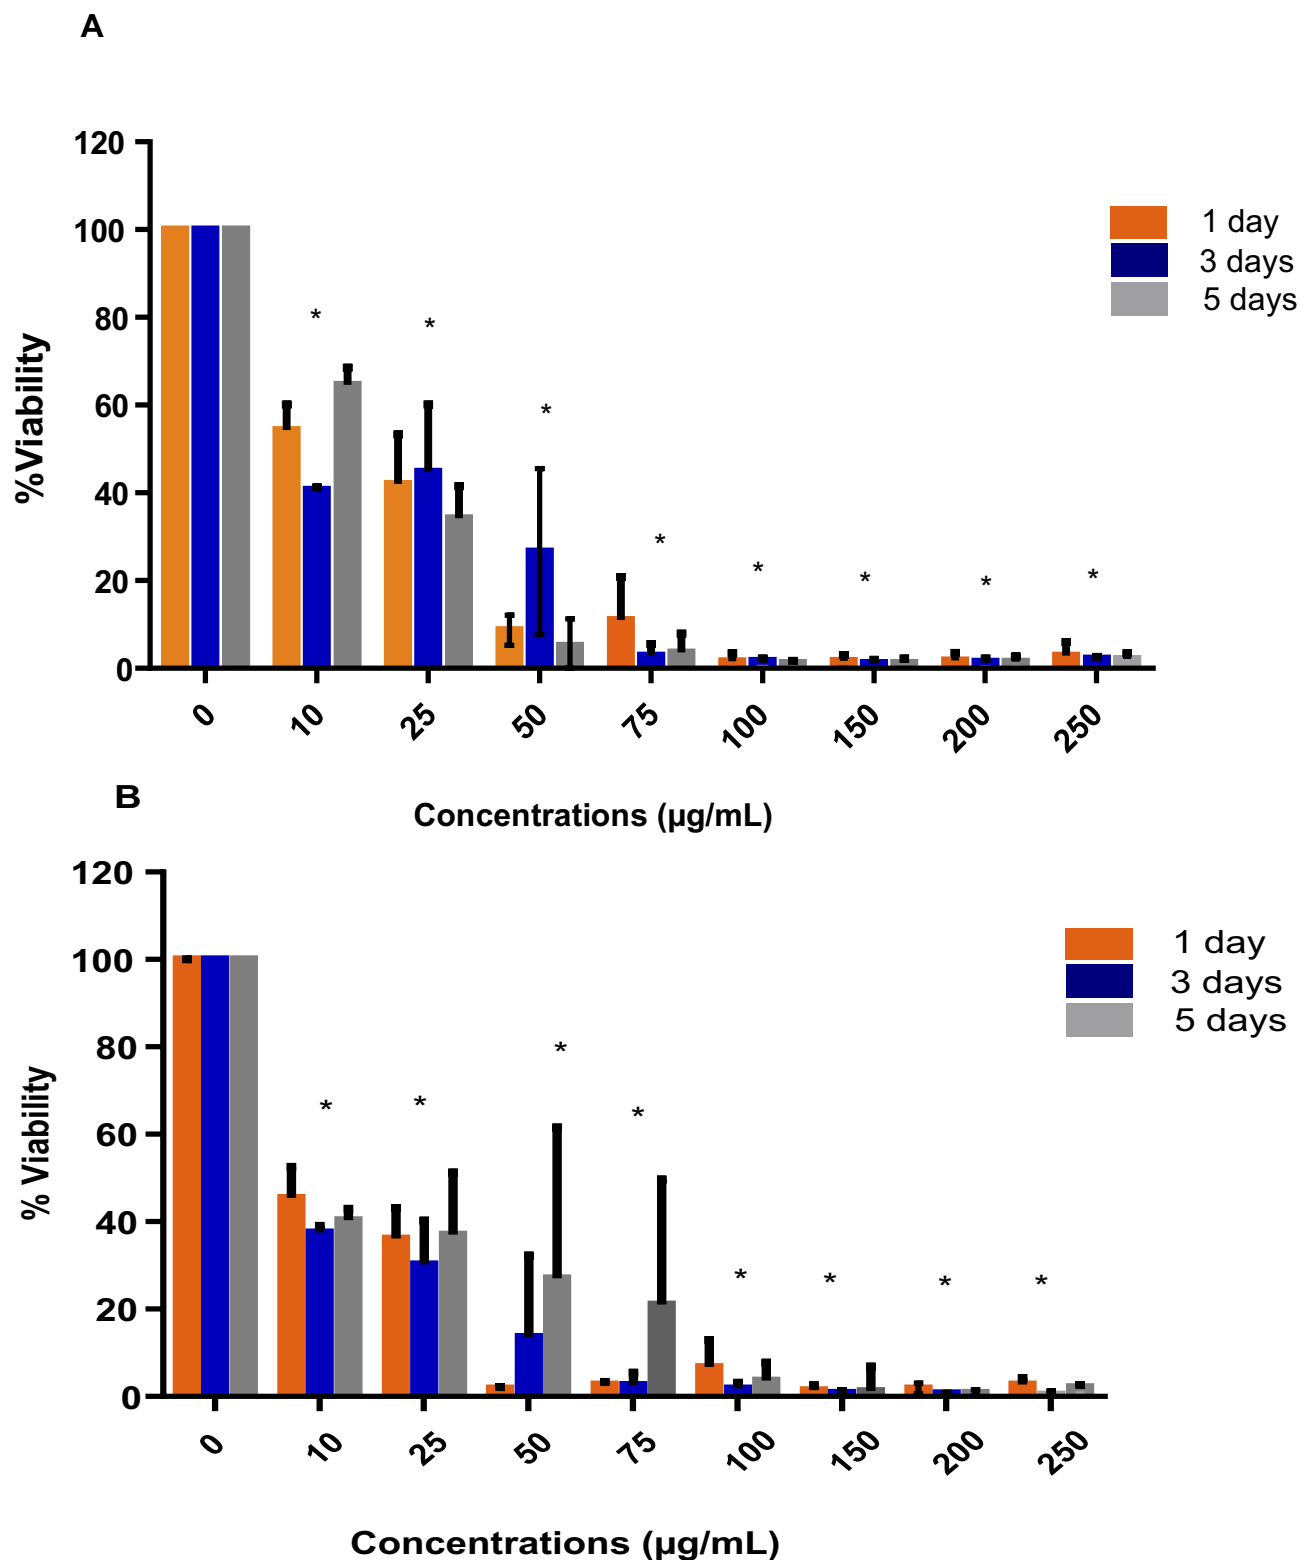 A
120
100
80
60
40
20
0
%Viability
* * * * * * * *
1 day
3 days
5 days
0 10 25 50 75 100 150 200 250
Concentrations (µg/mL)
B
120
100
80
60
40
20
0
% Viability
* * * * * * * *
1 day
3 days
5 days
0 10 25 50 75 100 150 200 250
Concentrations (µg/mL)